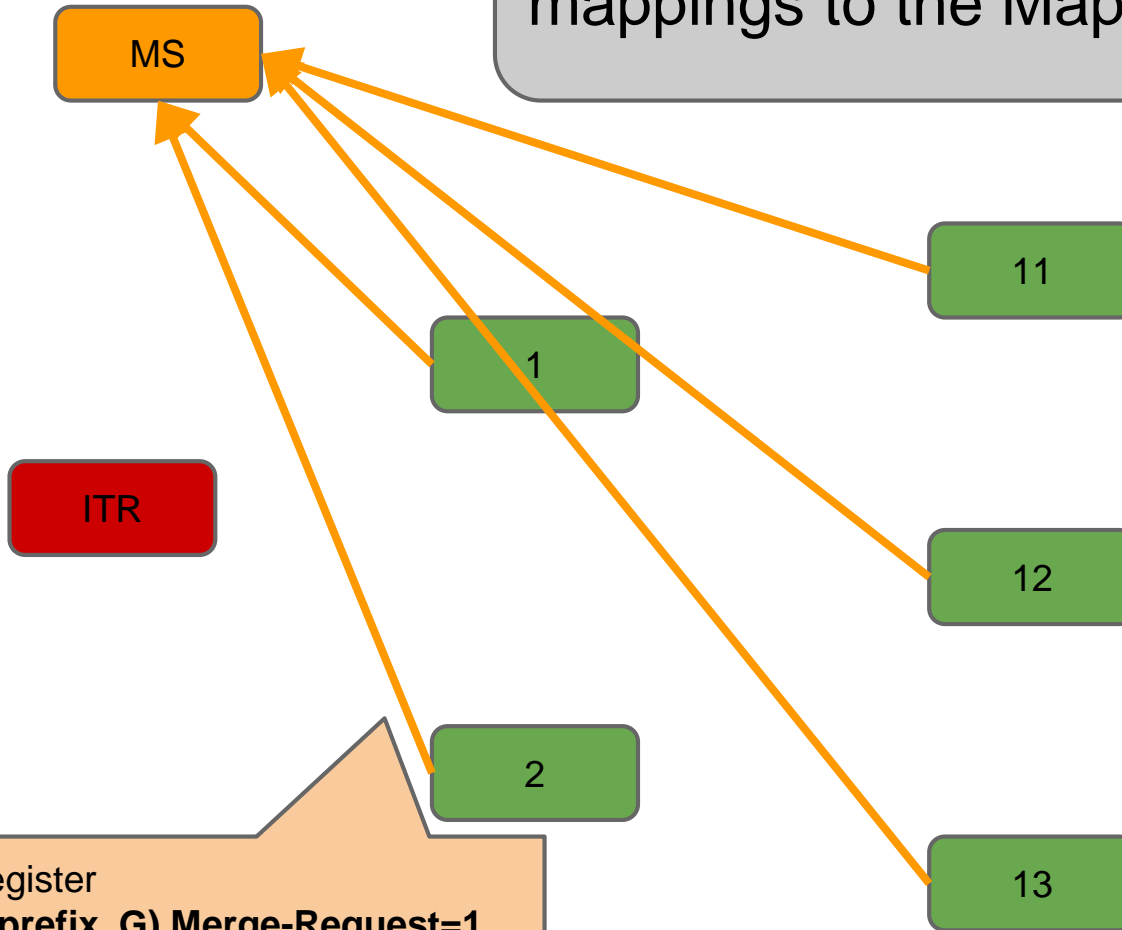 mappings to the Map
MS
11
1
ITR
12
2
13
egister
prefix, G) Merge-Request=1